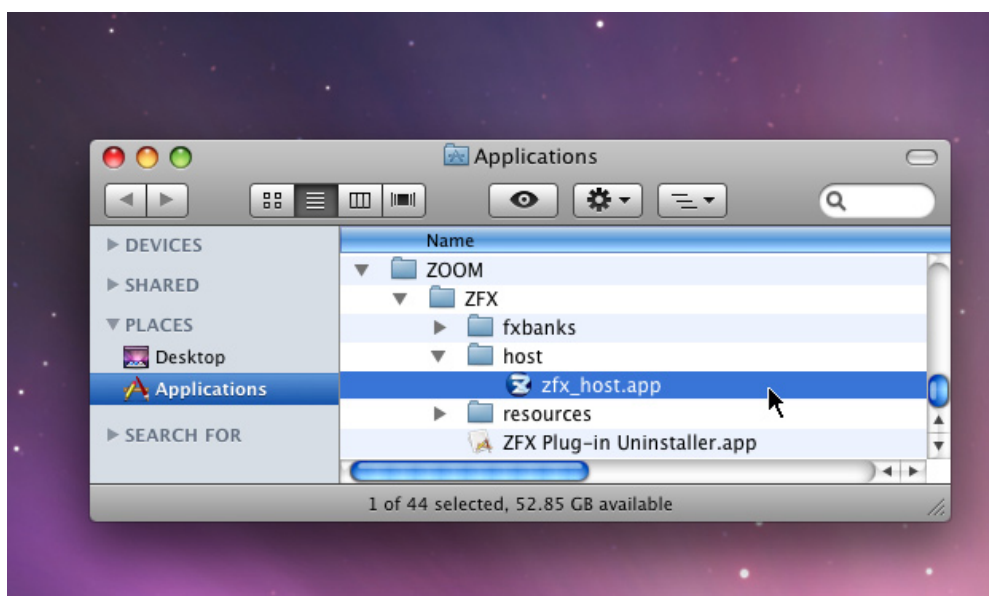 Applications
Name
DEVICES
SHARED
PLACES
Desktop
Applications
SEARCH FOR
ZOOM
ZFX
fxbanks
host
zfx_host.app
resources
ZFX Plug-in Uninstaller.app
1 of 44 selected, 52.85 GB available